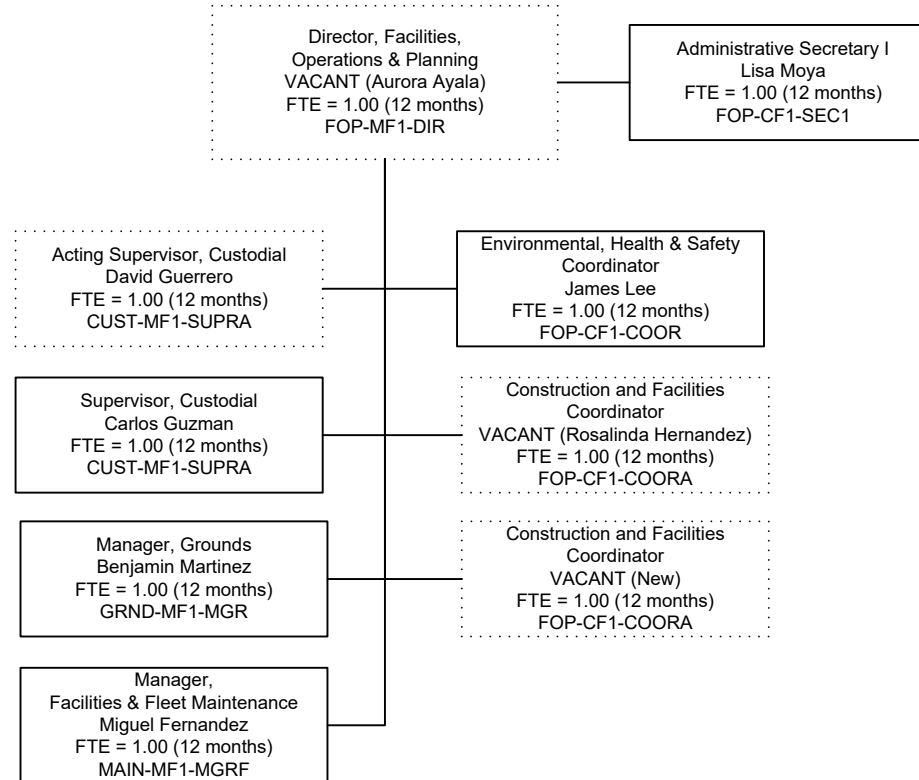 Director, Facilities,
Operations & Planning
VACANT (Aurora Ayala)
FTE = 1.00 (12 months)
FOP-MF1-DIR
Administrative Secretary I
Lisa Moya
FTE = 1.00 (12 months)
FOP-CF1-SEC1
Acting Supervisor, Custodial
David Guerrero
FTE = 1.00 (12 months)
CUST-MF1-SUPRA
Environmental, Health & Safety
Coordinator
James Lee
FTE = 1.00 (12 months)
FOP-CF1-COOR
Supervisor, Custodial
Carlos Guzman
FTE = 1.00 (12 months)
CUST-MF1-SUPRA
Construction and Facilities
Coordinator
VACANT (Rosalinda Hernandez)
FTE = 1.00 (12 months)
FOP-CF1-COORA
Manager, Grounds
Benjamin Martinez
FTE = 1.00 (12 months)
GRND-MF1-MGR
Construction and Facilities
Coordinator
VACANT (New)
FTE = 1.00 (12 months)
FOP-CF1-COORA
Manager,
Facilities & Fleet Maintenance
Miguel Fernandez
FTE = 1.00 (12 months)
MAIN-MF1-MGRF